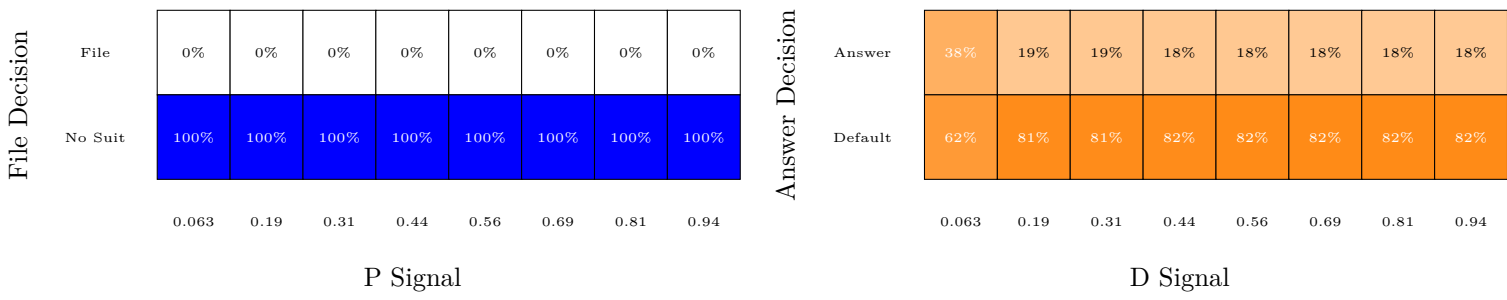 File Decision
File 0% 0% 0% 0% 0% 0% 0% 0%
No Suit 100% 100% 100% 100% 100% 100% 100% 100%
0.063 0.19 0.31 0.44 0.56 0.69 0.81 0.94
P Signal
Answer Decision
Answer 38% 19% 19% 18% 18% 18% 18% 18%
Default 62% 81% 81% 82% 82% 82% 82% 82%
0.063 0.19 0.31 0.44 0.56 0.69 0.81 0.94
D Signal